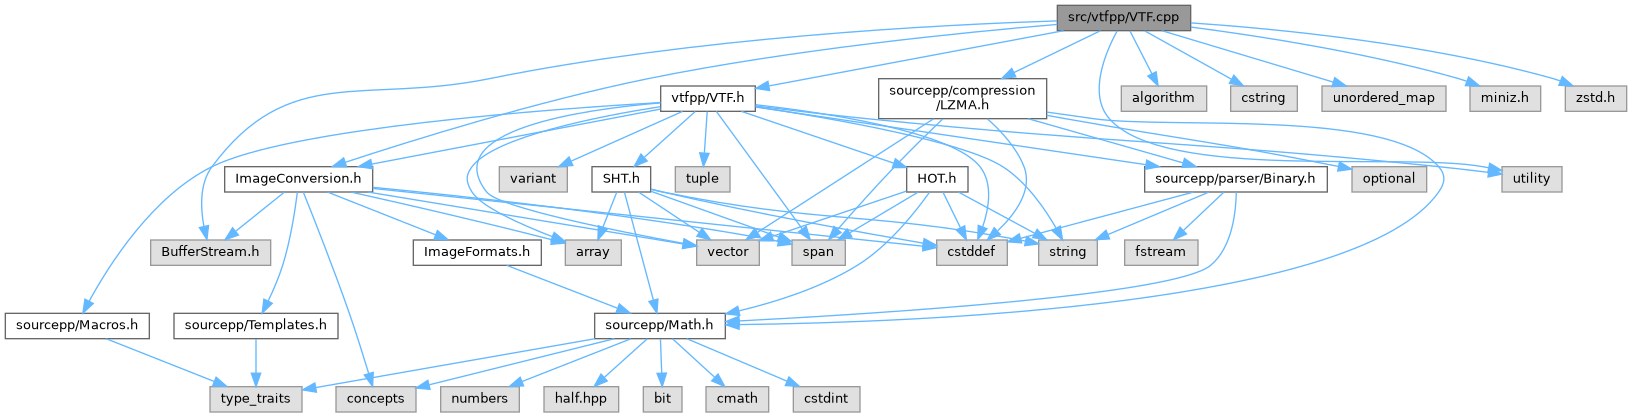 src/vtfpp/VTF.cpp
vtfpp/VTF.h
sourcepp/compression
/LZMA.h
algorithm
cstring
unordered_map
miniz.h
zstd.h
ImageConversion.h
variant
SHT.h
tuple
HOT.h
sourcepp/parser/Binary.h
optional
utility
BufferStream.h
ImageFormats.h
array
vector
span
cstddef
string
fstream
sourcepp/Macros.h
sourcepp/Templates.h
sourcepp/Math.h
type_traits
concepts
numbers
half.hpp
bit
cmath
cstdint